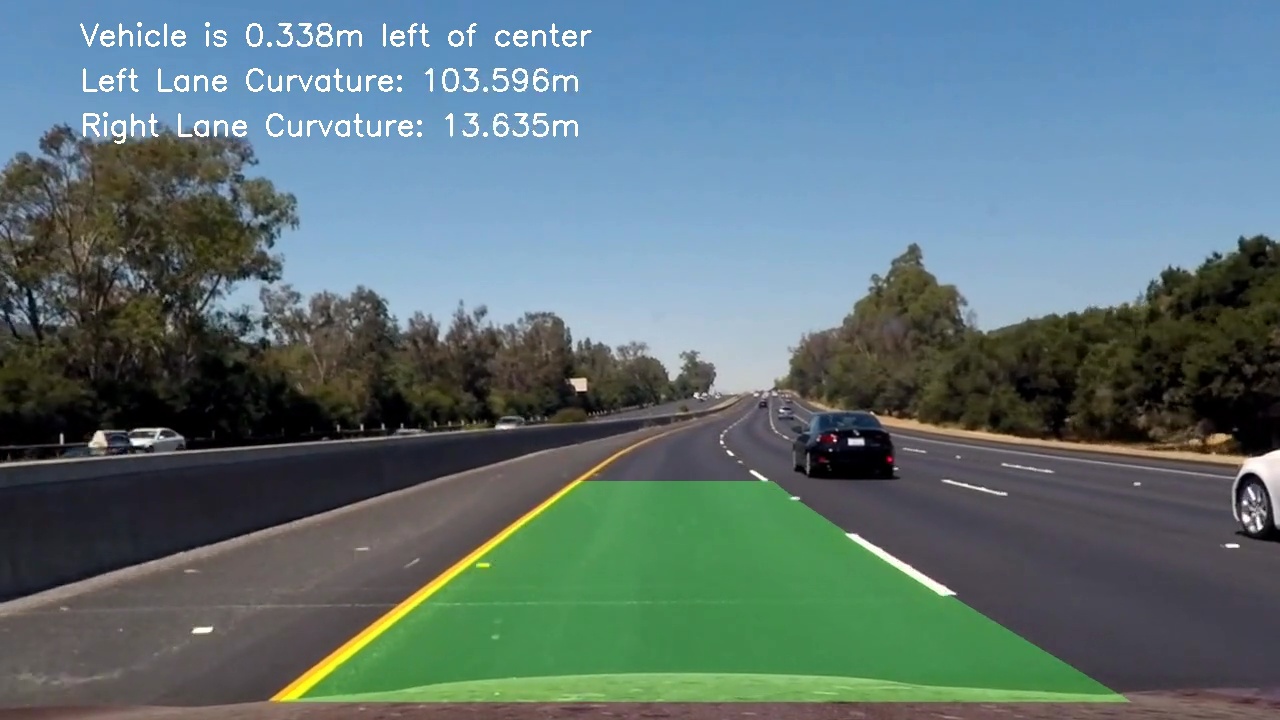 Vehicle is 0.338m left of center
Left Lane Curvature: 103.596m
Right Lane Curvature: 13.635m